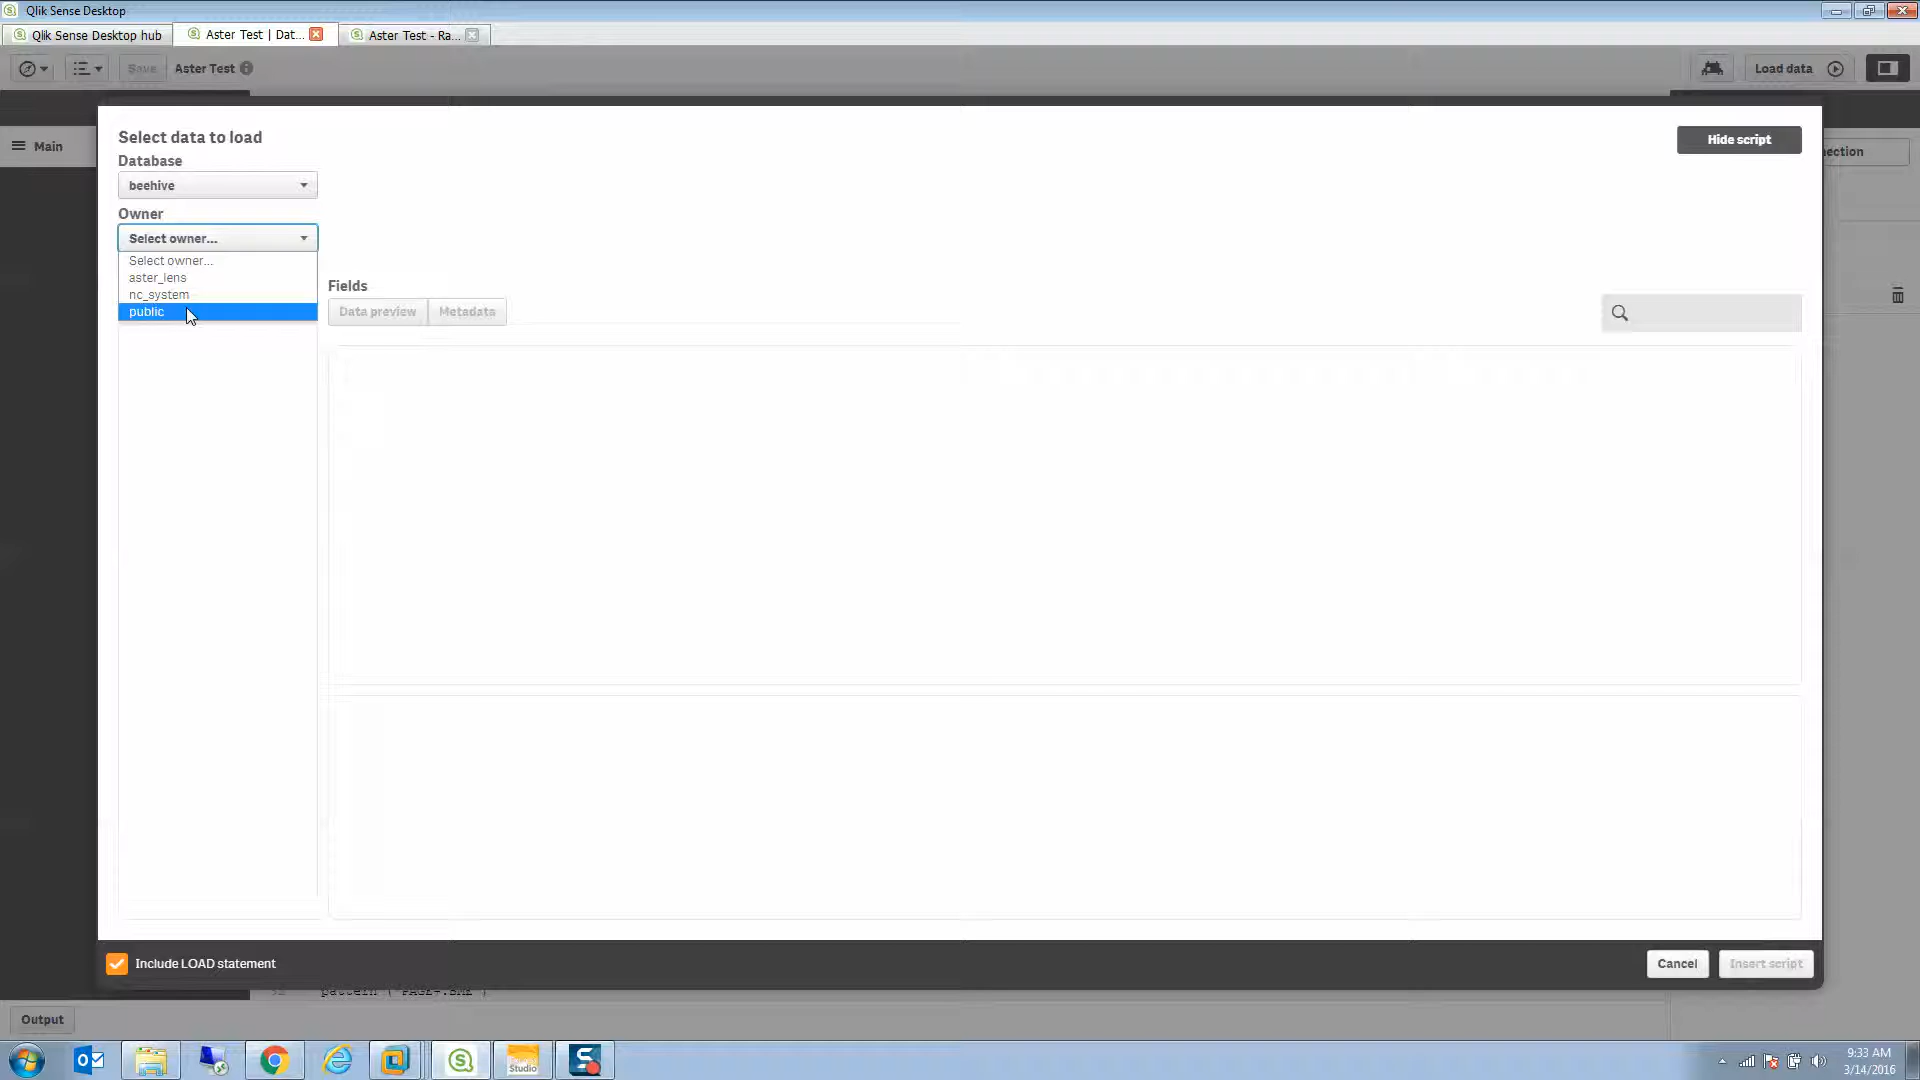 Qlik Sense Desktop
Qlik Sense Desktop hub
Aster Test | Dat...
Aster Test - Ra...
Save
Aster Test
Load data
Main
Select data to load
Hide script
nection
Database
beehive
Owner
Select owner...
Select owner...
aster_lens
nc_system
public
Fields
Data preview
Metadata
Include LOAD statement
Cancel
Insert script
Output
Studio
9:33 AM
3/14/2016